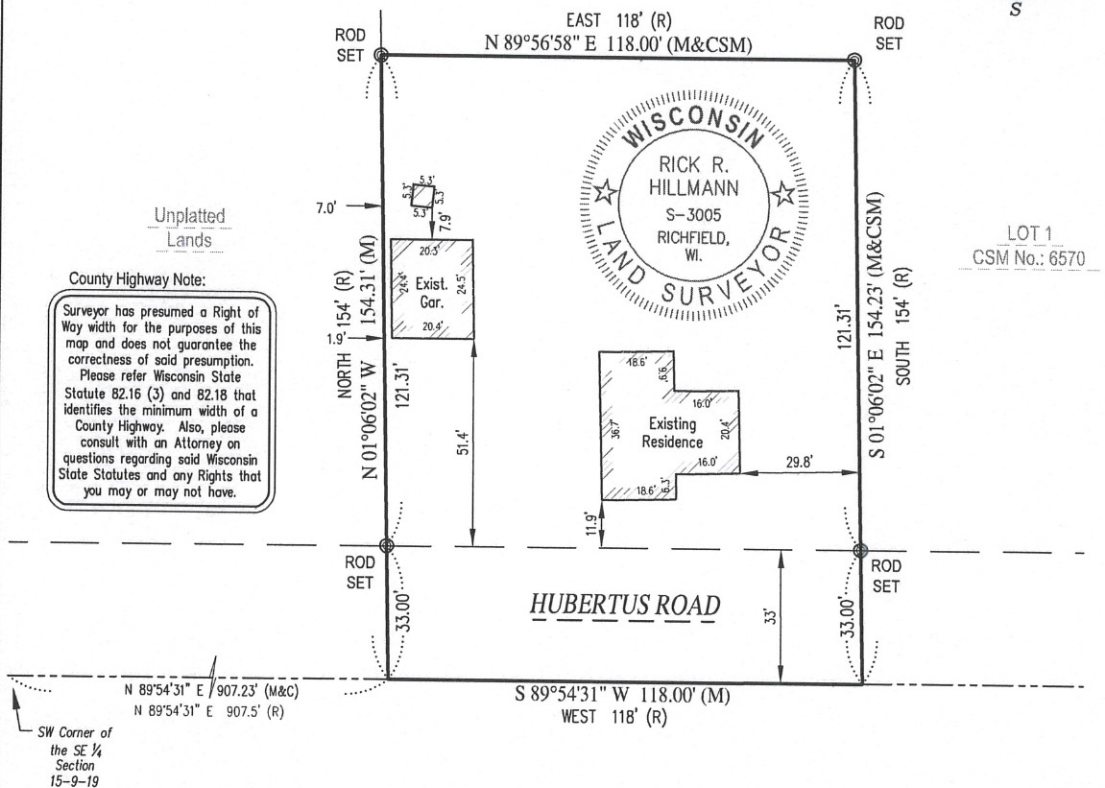 S
EAST 118' (R)
N 89°56'58" E 118.00' (M&CSM)
ROD
SET
ROD
SET
WISCONSIN
RICK R.
HILLMANN
S-3005
RICHFIELD,
WI.
LAND SURVEYOR
Unplatted
Lands
7.0'
5.3'
5.3'
5.3'
5.3'
7.9'
20.3'
24.4'
Exist.
Gar.
24.5'
20.4'
1.9'
51.4'
NORTH 154' (R)
N 01°06'02" W 154.31' (M)
121.31'
County Highway Note:
Surveyor has presumed a Right of
Way width for the purposes of this
map and does not guarantee the
correctness of said presumption.
Please refer Wisconsin State
Statute 82.16 (3) and 82.18 that
identifies the minimum width of a
County Highway. Also, please
consult with an Attorney on
questions regarding said Wisconsin
State Statutes and any Rights that
you may or may not have.
LOT 1
CSM No.: 6570
121.31'
S 01°06'02" E 154.23' (M&CSM)
SOUTH 154' (R)
18.6'
9.9'
16.0'
36.7'
Existing
Residence
20.4'
16.0'
18.6'
6.3'
29.8'
11.9'
ROD
SET
ROD
SET
33.00'
HUBERTUS ROAD
33'
33.00'
N 89°54'31" E 907.23' (M&C)
N 89°54'31" E 907.5' (R)
S 89°54'31" W 118.00' (M)
WEST 118' (R)
SW Corner of
the SE ¼
Section
15-9-19